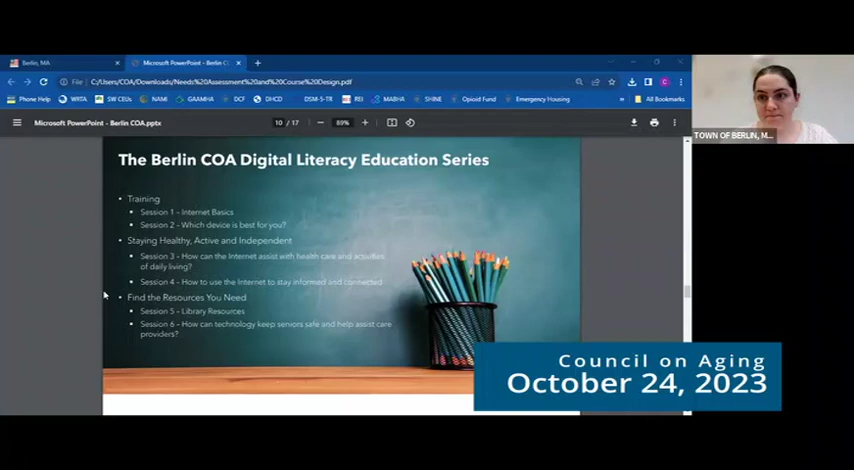 Berlin, MA
Microsoft PowerPoint - Berlin CO
File C:/Users/COA/Downloads/Needs%20Assessment%20and%20Course%20Design.pdf
Phone Help WRTA SW CEUs NAMI GAAMHA DCF DHCD DSM-5-TR REI MABHA SHINE Opioid Fund Emergency Housing » All Bookmarks
Microsoft PowerPoint - Berlin COA.pptx 10 / 17 89%
TOWN OF BERLIN, M...
The Berlin COA Digital Literacy Education Series
• Training
Session 1 – Internet Basics
Session 2 – Which device is best for you?
• Staying Healthy, Active and Independent
Session 3 – How can the Internet assist with health care and activities
of daily living?
Session 4 – How to use the Internet to stay informed and connected
• Find the Resources You Need
Session 5 – Library Resources
Session 6 – How can technology keep seniors safe and help assist care
providers?
Council on Aging
October 24, 2023